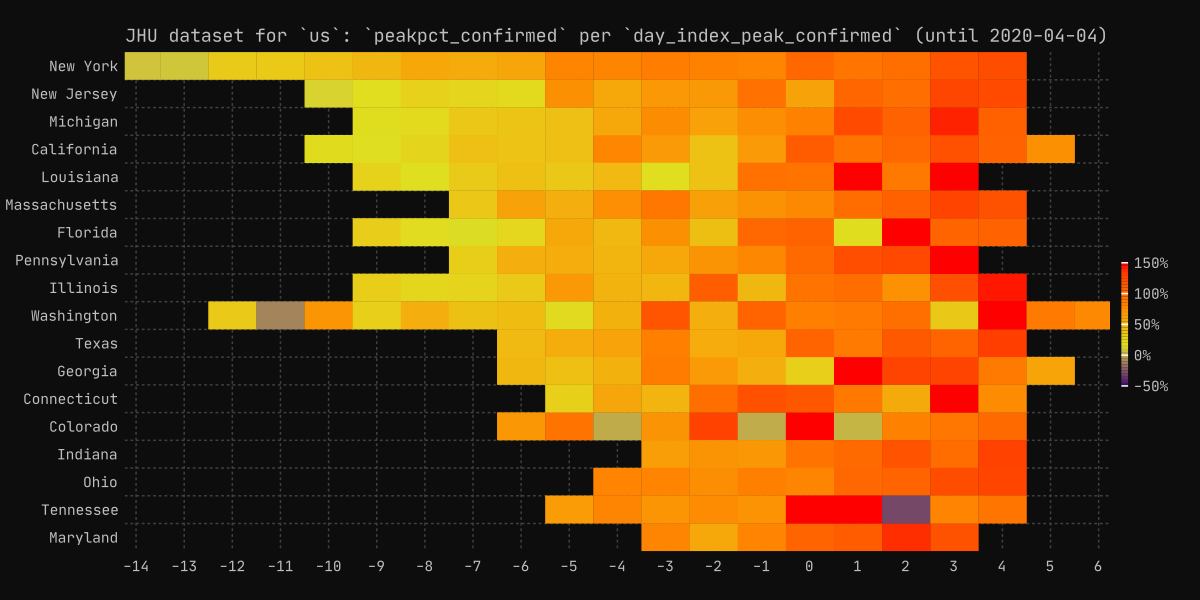 JHU dataset for `us`: `peakpct_confirmed` per `day_index_peak_confirmed` (until 2020-04-04)
New York
New Jersey
Michigan
California
Louisiana
Massachusetts
Florida
Pennsylvania
Illinois
Washington
Texas
Georgia
Connecticut
Colorado
Indiana
Ohio
Tennessee
Maryland
-14 -13 -12 -11 -10 -9 -8 -7 -6 -5 -4 -3 -2 -1 0 1 2 3 4 5 6
150%
100%
50%
0%
-50%